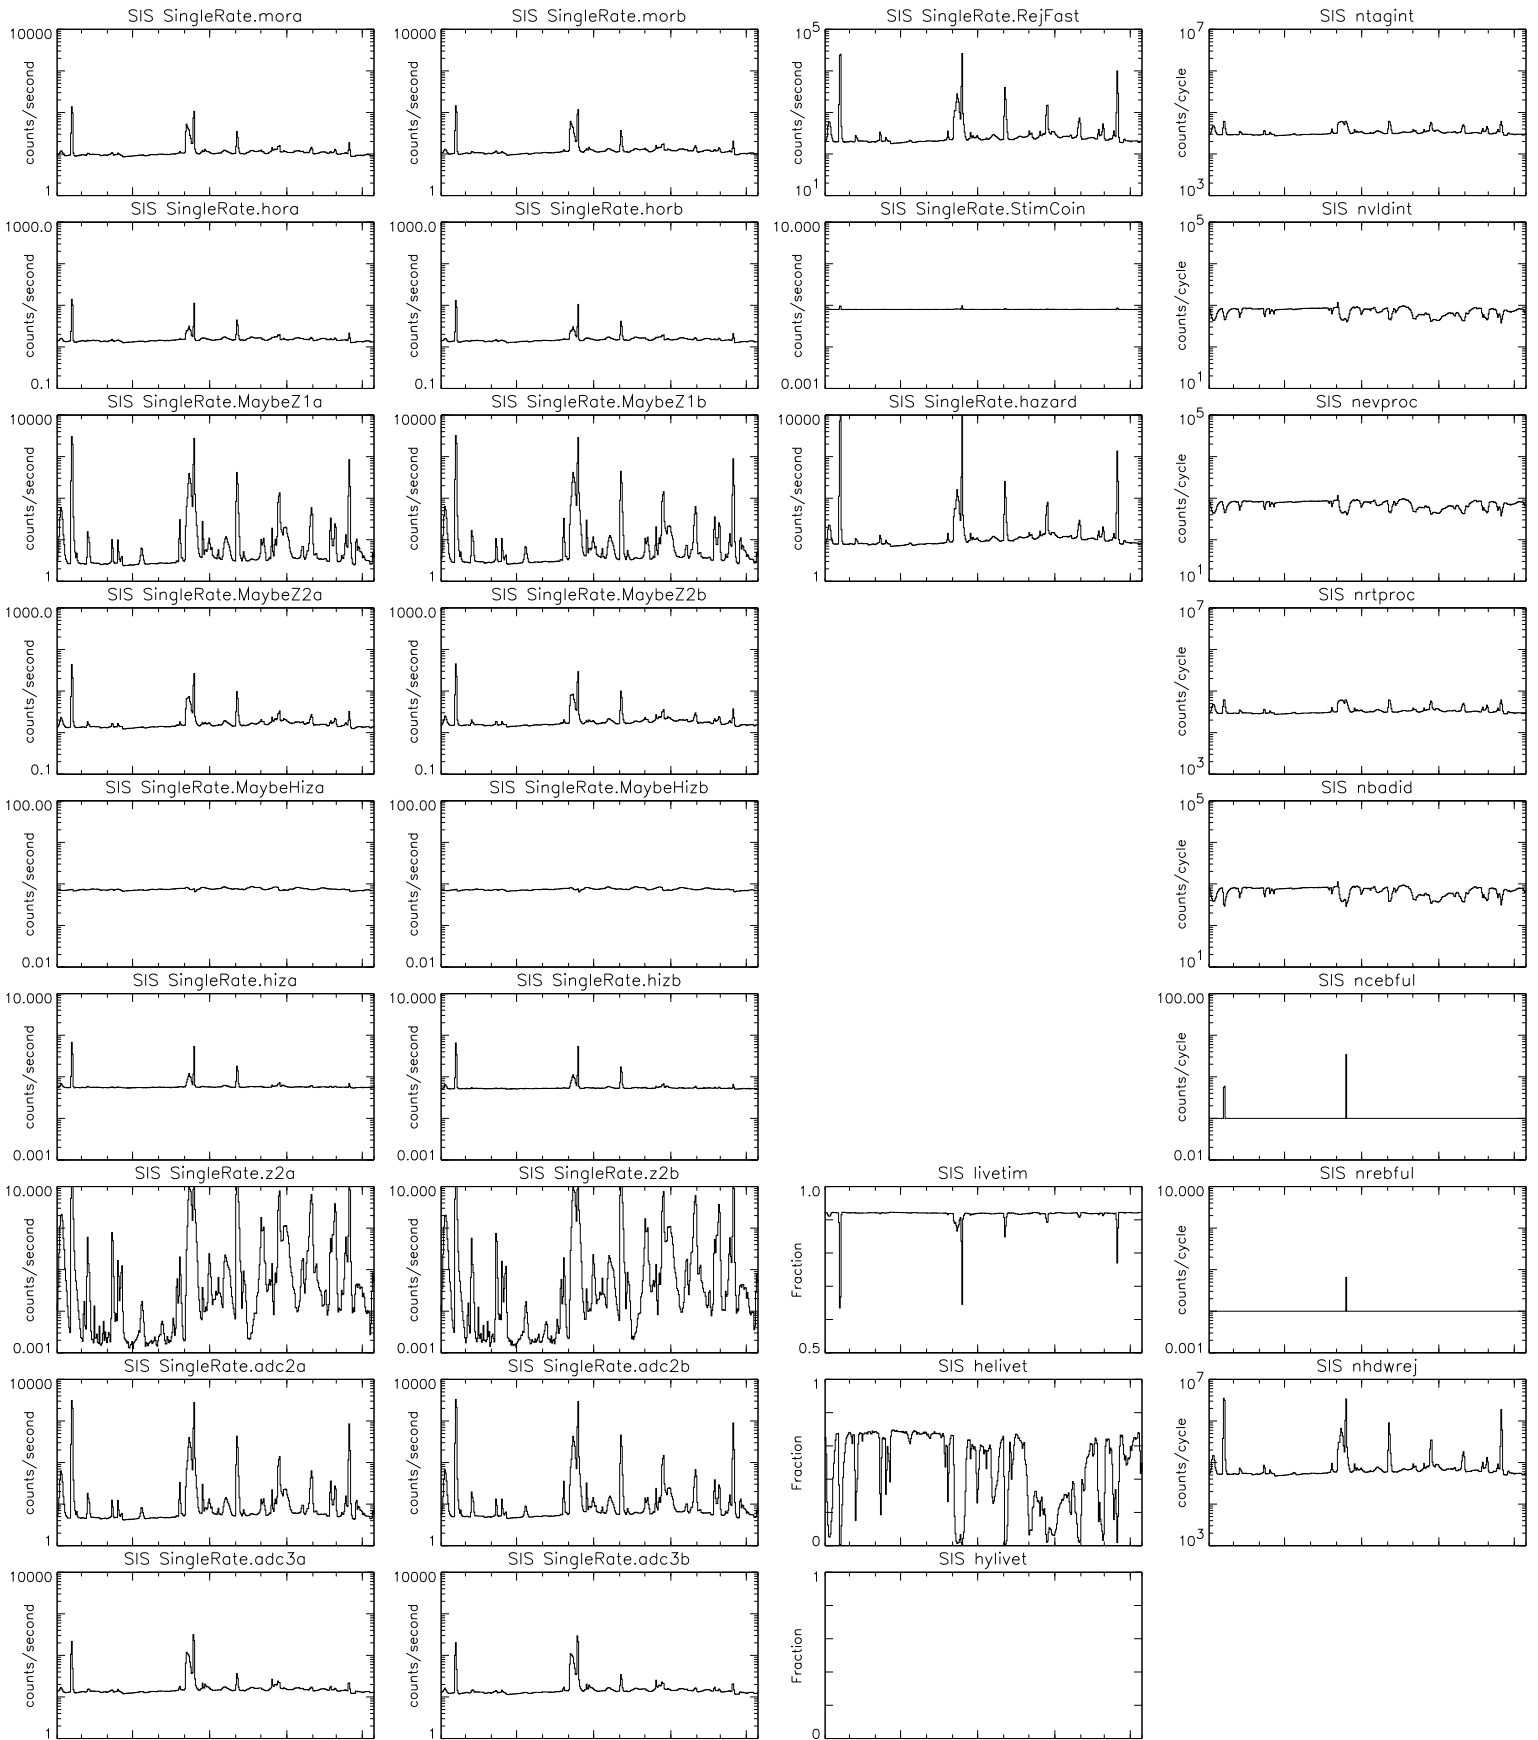 SIS SingleRate.mora
10000
counts/second
1
SIS SingleRate.morb
10000
counts/second
1
SIS SingleRate.RejFast
10^5
counts/second
10^1
SIS ntagint
10^7
counts/cycle
10^3
SIS SingleRate.hora
1000.0
counts/second
0.1
SIS SingleRate.horb
1000.0
counts/second
0.1
SIS SingleRate.StimCoin
10.000
counts/second
0.001
SIS nvldint
10^5
counts/cycle
10^1
SIS SingleRate.MaybeZ1a
10000
counts/second
1
SIS SingleRate.MaybeZ1b
10000
counts/second
1
SIS SingleRate.hazard
10000
counts/second
1
SIS nevproc
10^5
counts/cycle
10^1
SIS SingleRate.MaybeZ2a
1000.0
counts/second
0.1
SIS SingleRate.MaybeZ2b
1000.0
counts/second
0.1
SIS nrtproc
10^7
counts/cycle
10^3
SIS SingleRate.MaybeHiza
100.00
counts/second
0.01
SIS SingleRate.MaybeHizb
100.00
counts/second
0.01
SIS nbadid
10^5
counts/cycle
10^1
SIS SingleRate.hiza
10.000
counts/second
0.001
SIS SingleRate.hizb
10.000
counts/second
0.001
SIS ncebful
100.00
counts/cycle
0.01
SIS SingleRate.z2a
10.000
counts/second
0.001
SIS SingleRate.z2b
10.000
counts/second
0.001
SIS livetim
1.0
Fraction
0.5
SIS nrebful
10.000
counts/cycle
0.001
SIS SingleRate.adc2a
10000
counts/second
1
SIS SingleRate.adc2b
10000
counts/second
1
SIS helivet
1
Fraction
0
SIS nhdwrej
10^7
counts/cycle
10^3
SIS SingleRate.adc3a
10000
counts/second
1
SIS SingleRate.adc3b
10000
counts/second
1
SIS hylivet
1
Fraction
0